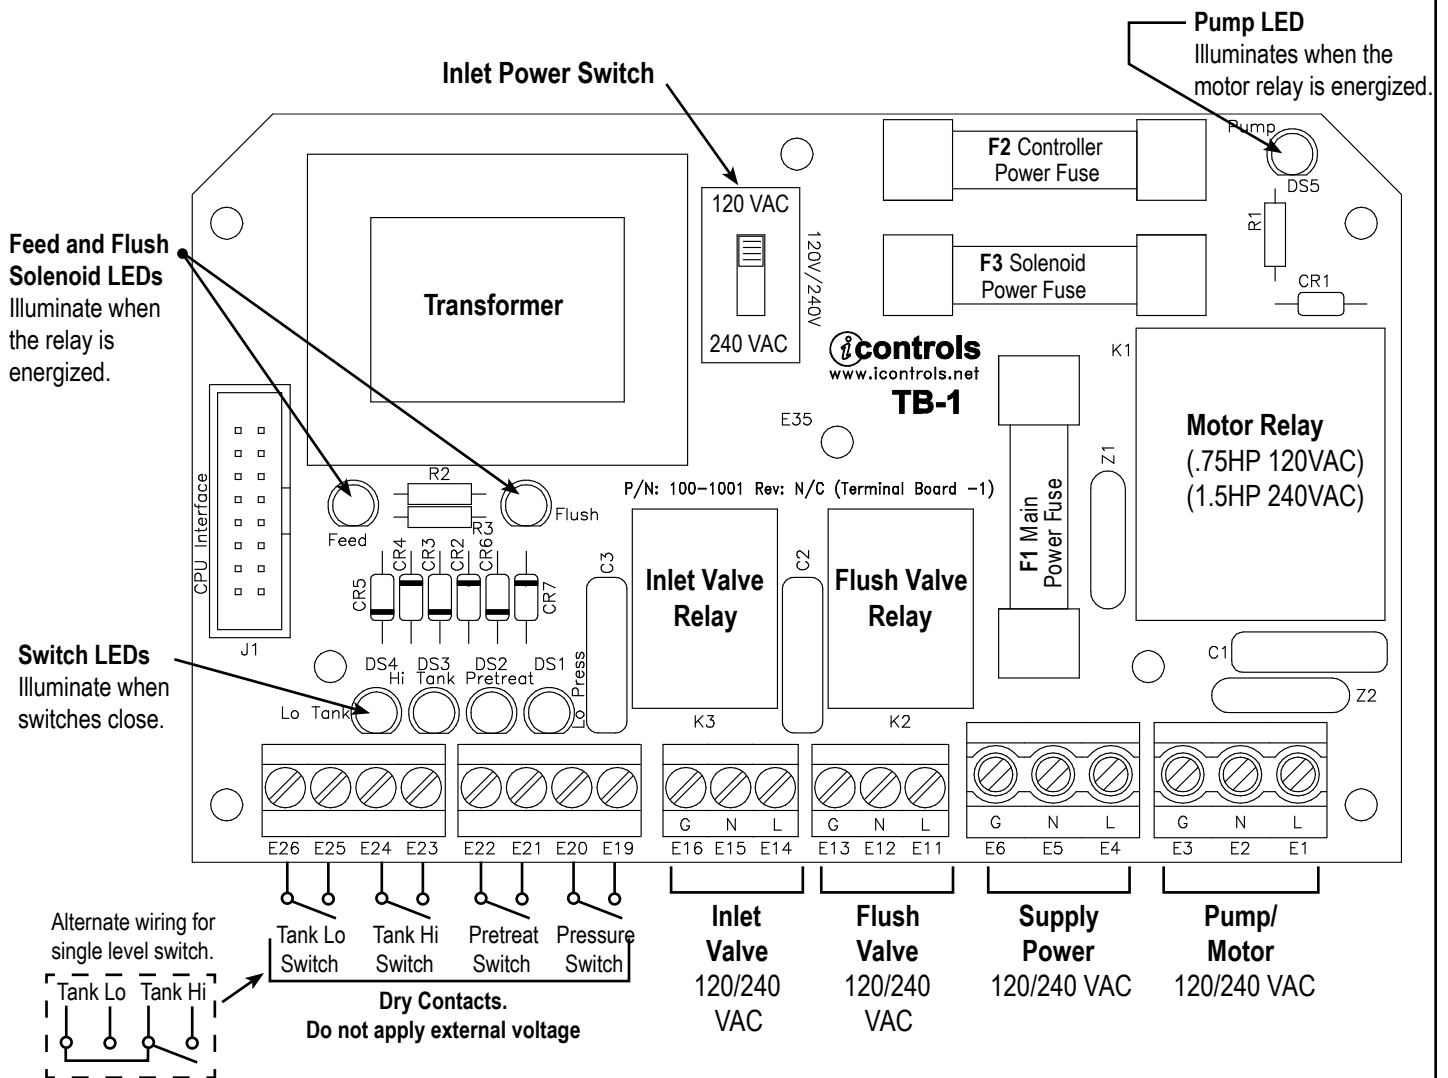 Pump LED
Illuminates when the
motor relay is energized.
Inlet Power Switch
Pump
DS5
F2 Controller
Power Fuse
120 VAC
120V/240V
240 VAC
R1
F3 Solenoid
Power Fuse
CR1
Feed and Flush
Solenoid LEDs
Illuminate when
the relay is
energized.
Transformer
icontrols
www.icontrols.net
TB-1
K1
E35
Motor Relay
(.75HP 120VAC)
(1.5HP 240VAC)
Z1
F1 Main
Power Fuse
CPU Interface
J1
R2
P/N: 100-1001 Rev: N/C (Terminal Board -1)
Feed
Flush
R3
CR5
CR4
CR3
CR2
CR6
CR7
C3
Inlet Valve
Relay
C2
Flush Valve
Relay
Switch LEDs
Illuminate when
switches close.
DS4 DS3 DS2 DS1
Hi Tank Pretreat
Lo Tank
Lo Press
K3
K2
C1
Z2
G N L G N L G N L G N L
E26 E25 E24 E23 E22 E21 E20 E19 E16 E15 E14 E13 E12 E11 E6 E5 E4 E3 E2 E1
Tank Lo
Switch
Tank Hi
Switch
Pretreat
Switch
Pressure
Switch
Dry Contacts.
Do not apply external voltage
Alternate wiring for
single level switch.
Tank Lo Tank Hi
Inlet
Valve
120/240
VAC
Flush
Valve
120/240
VAC
Supply
Power
120/240 VAC
Pump/
Motor
120/240 VAC